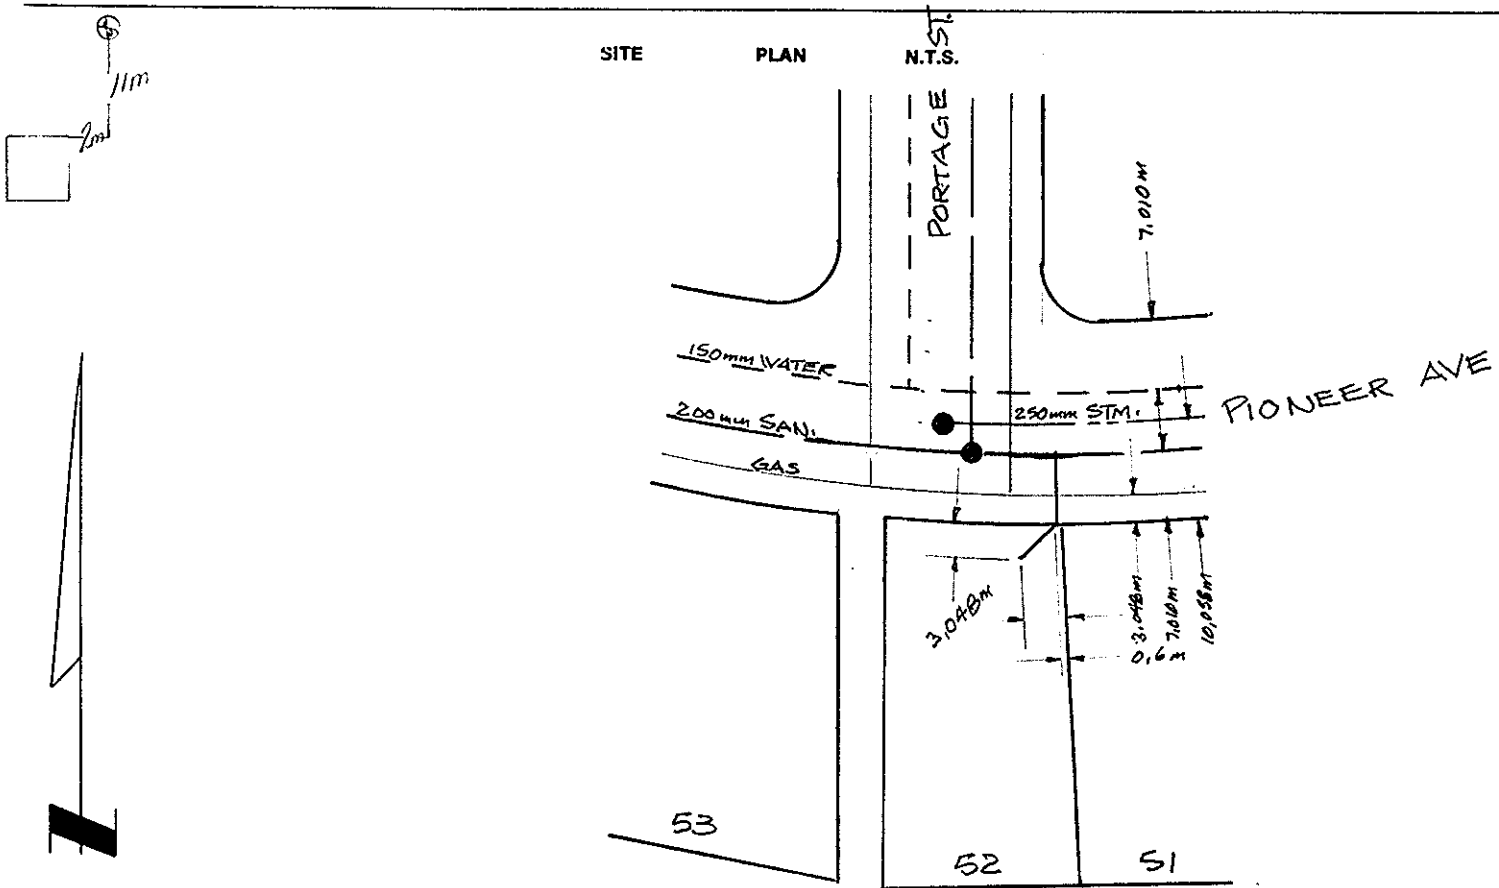 SITE PLAN N.T.S.
PORTAGE ST.
11m
2m
7.010m
150mm WATER
250mm STM.
PIONEER AVE
200mm SAN.
GAS
3.048m
3.048m
7.010m
10.058m
0.6m
53
52
51